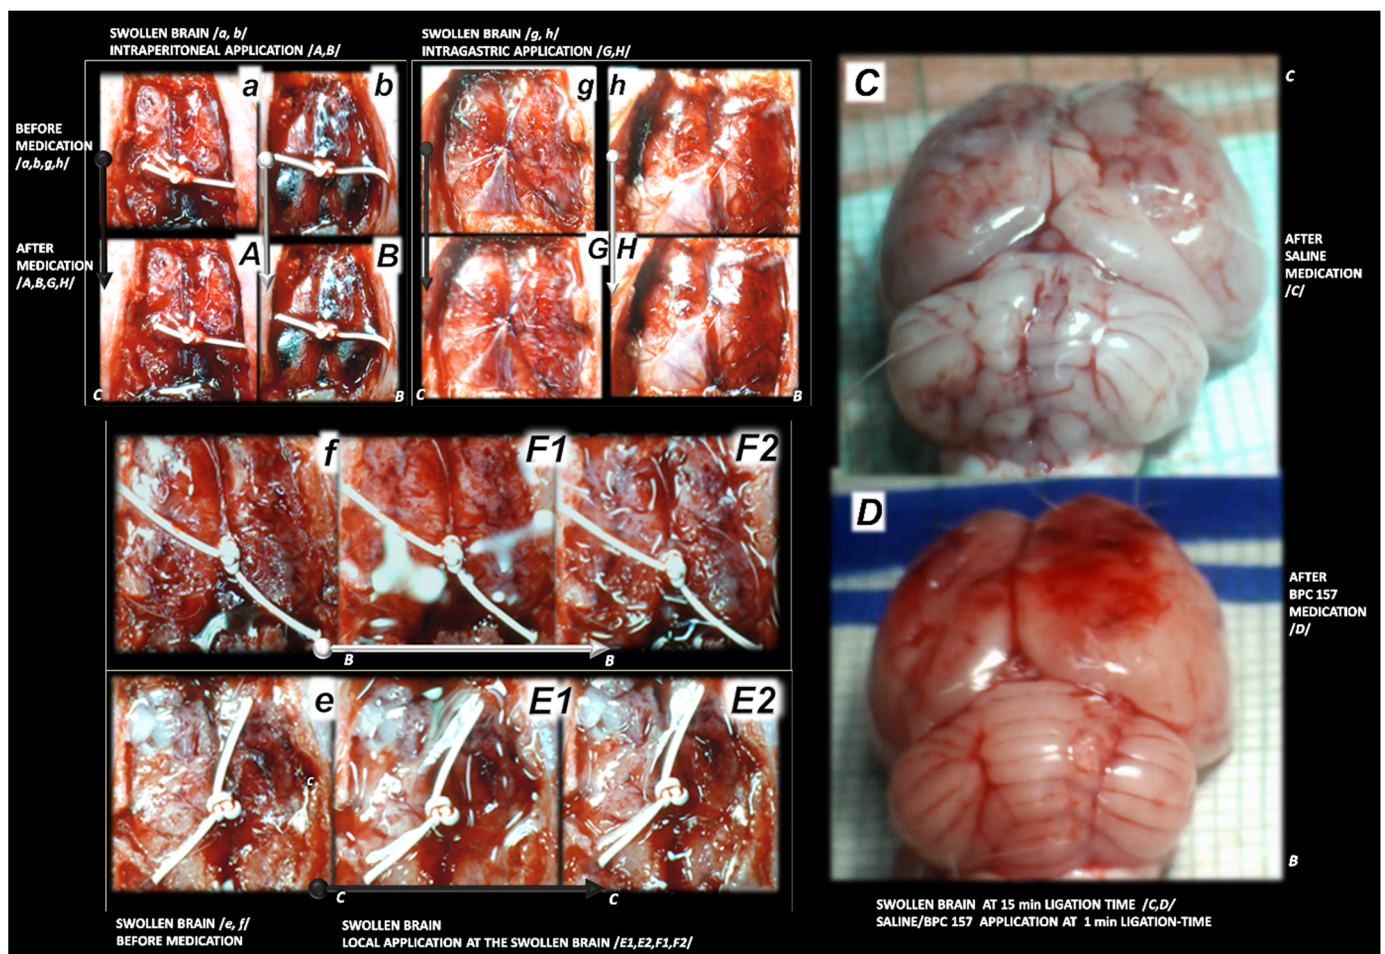 SWOLLEN BRAIN /a, b/
INTRAPERITONEAL APPLICATION /A,B/
SWOLLEN BRAIN /g, h/
INTRAGASTRIC APPLICATION /G,H/
a
b
g
h
BEFORE
MEDICATION
/a,b,g,h/
AFTER
MEDICATION
/A,B,G,H/
A
B
G
H
C
B
C
B
C
C
AFTER
SALINE
MEDICATION
/C/
f
F1
F2
B
B
e
E1
E2
C
C
C
D
AFTER
BPC 157
MEDICATION
/D/
B
SWOLLEN BRAIN /e, f/
BEFORE MEDICATION
SWOLLEN BRAIN
LOCAL APPLICATION AT THE SWOLLEN BRAIN /E1,E2,F1,F2/
SWOLLEN BRAIN AT 15 min LIGATION TIME /C,D/
SALINE/BPC 157 APPLICATION AT 1 min LIGATION-TIME